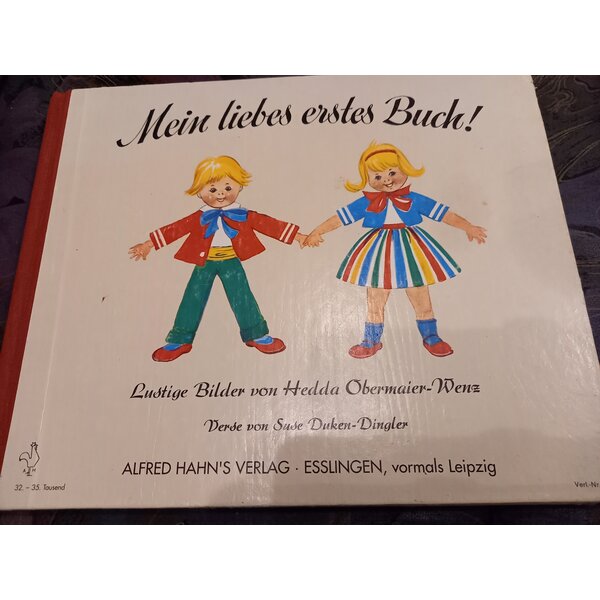 Mein liebes erstes Buch!
Lustige Bilder von Hedda Obermaier-Wenz
Verse von Suse Duken-Dingler
ALFRED HAHN'S VERLAG · ESSLINGEN, vormals Leipzig
A H
32. – 35. Tausend
Verl.-Nr